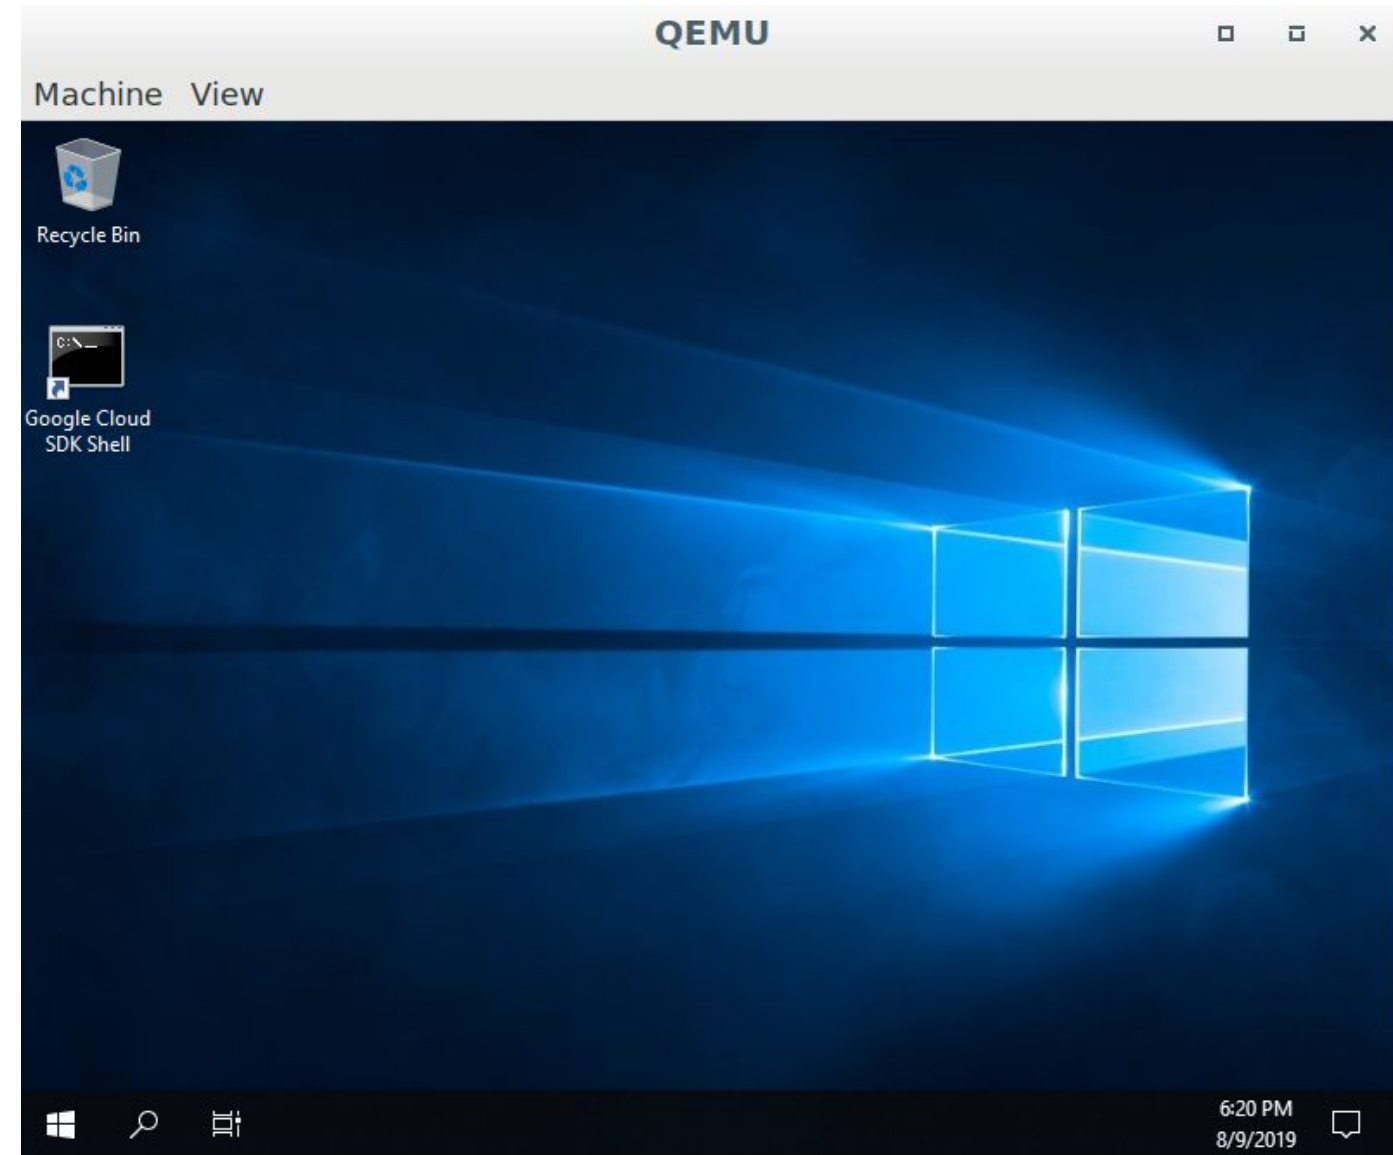 QEMU
Machine View
Recycle Bin
C:\_
Google Cloud
SDK Shell
6:20 PM
8/9/2019